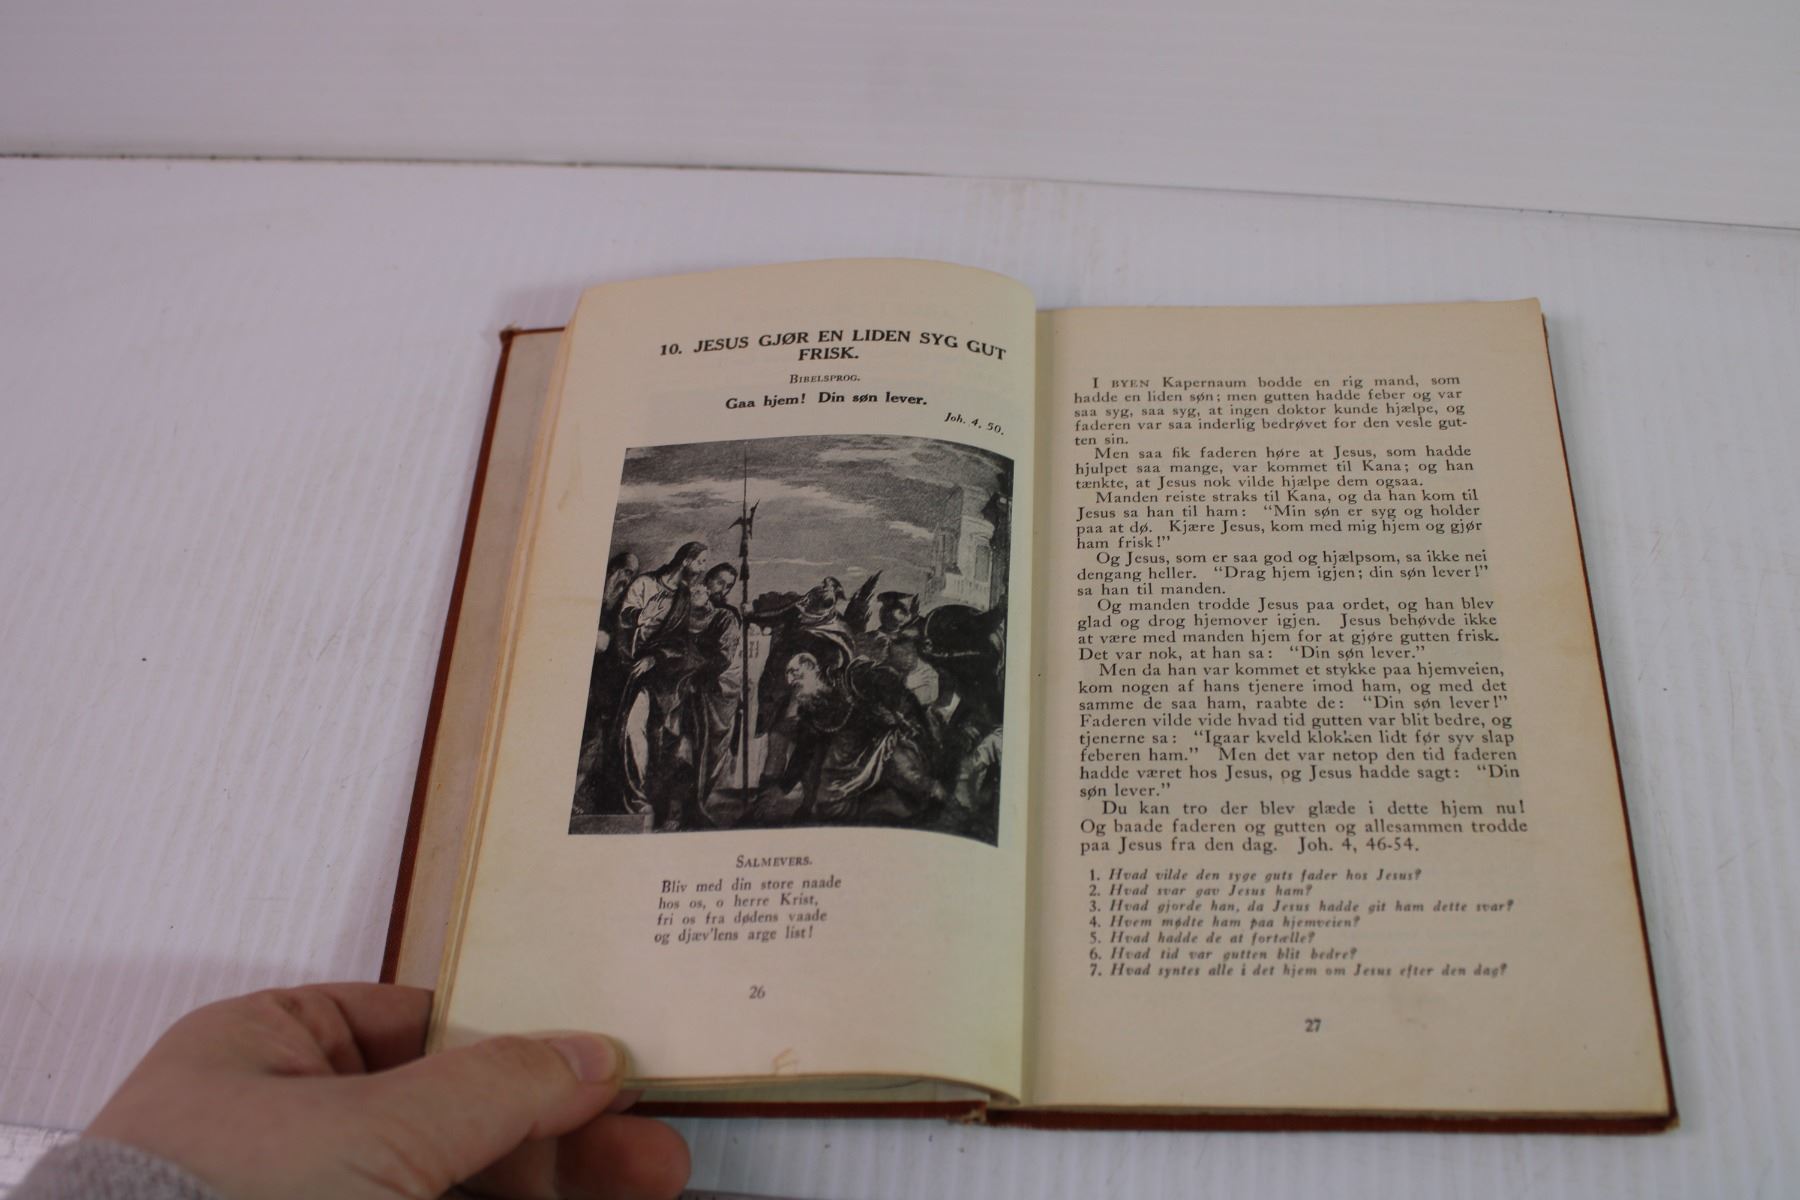 10. JESUS GJØR EN LIDEN SYG GUT
FRISK.
BIBELSPROG.
Gaa hjem! Din søn lever.
Joh. 4, 50.
SALMEVERS.
Bliv med din store naade
hos os, o herre Krist,
fri os fra dødens vaade
og djæv'lens arge list!
26
I BYEN Kapernaum bodde en rig mand, som
hadde en liden søn; men gutten hadde feber og var
saa syg, saa syg, at ingen doktor kunde hjælpe, og
faderen var saa inderlig bedrøvet for den vesle gut-
ten sin.
Men saa fik faderen høre at Jesus, som hadde
hjulpet saa mange, var kommet til Kana; og han
tænkte, at Jesus nok vilde hjælpe dem ogsaa.
Manden reiste straks til Kana, og da han kom til
Jesus sa han til ham: "Min søn er syg og holder
paa at dø. Kjære Jesus, kom med mig hjem og gjør
ham frisk!"
Og Jesus, som er saa god og hjælpsom, sa ikke nei
dengang heller. "Drag hjem igjen; din søn lever!"
sa han til manden.
Og manden trodde Jesus paa ordet, og han blev
glad og drog hjemover igjen. Jesus behøvde ikke
at være med manden hjem for at gjøre gutten frisk.
Det var nok, at han sa: "Din søn lever."
Men da han var kommet et stykke paa hjemveien,
kom nogen af hans tjenere imod ham, og med det
samme de saa ham, raabte de: "Din søn lever!"
Faderen vilde vide hvad tid gutten var blit bedre, og
tjenerne sa: "Igaar kveld klokken lidt før syv slap
feberen ham." Men det var netop den tid faderen
hadde været hos Jesus, og Jesus hadde sagt: "Din
søn lever."
Du kan tro der blev glæde i dette hjem nu!
Og baade faderen og gutten og allesammen trodde
paa Jesus fra den dag. Joh. 4, 46-54.
1. Hvad vilde den syge guts fader hos Jesus?
2. Hvad svar gav Jesus ham?
3. Hvad gjorde han, da Jesus hadde git ham dette svar?
4. Hvem mødte ham paa hjemveien?
5. Hvad hadde de at fortælle?
6. Hvad tid var gutten blit bedre?
7. Hvad syntes alle i det hjem om Jesus efter den dag?
27